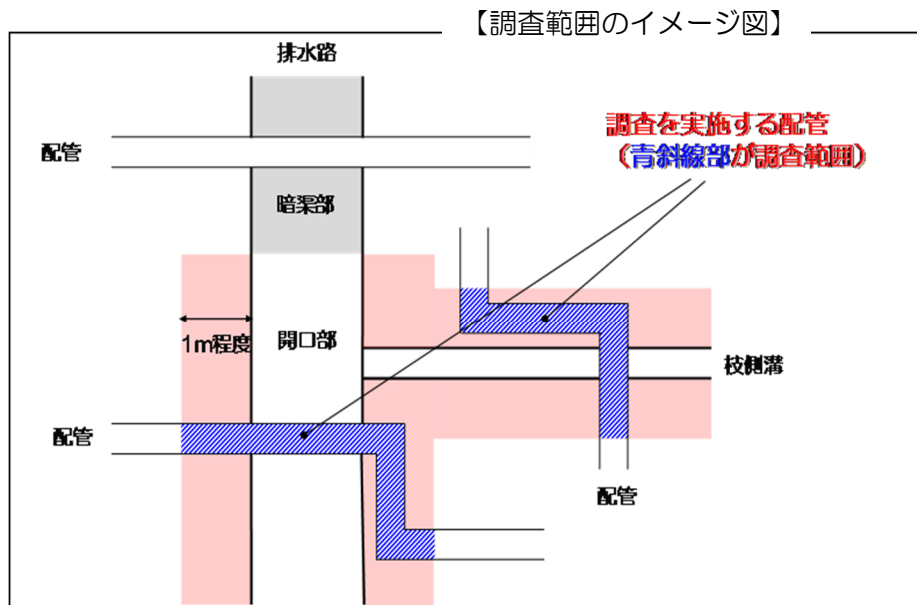 【調査範囲のイメージ図】
排水路
調査を実施する配管
（青斜線部が調査範囲）
配管
暗渠部
開口部
1m程度
枝側溝
配管
配管